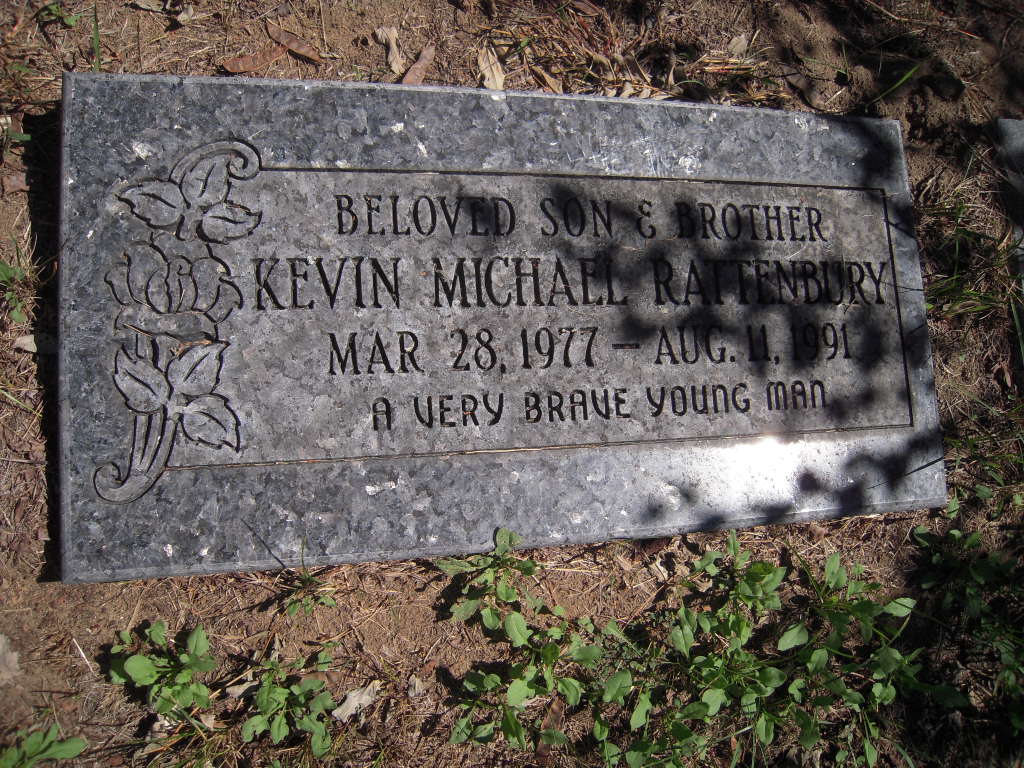 BELOVED SON & BROTHER
KEVIN MICHAEL RATTENBURY
MAR 28, 1977 – AUG. 11, 1991
A VERY BRAVE YOUNG MAN